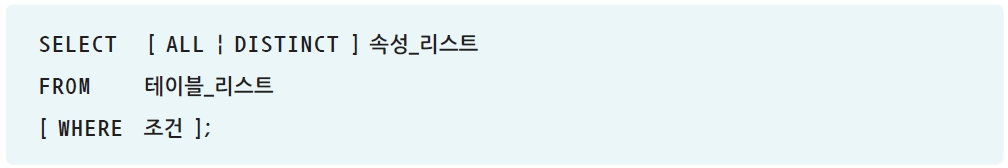 SELECT [ ALL ¦ DISTINCT ] 속성_리스트
FROM 테이블_리스트
[ WHERE 조건 ];